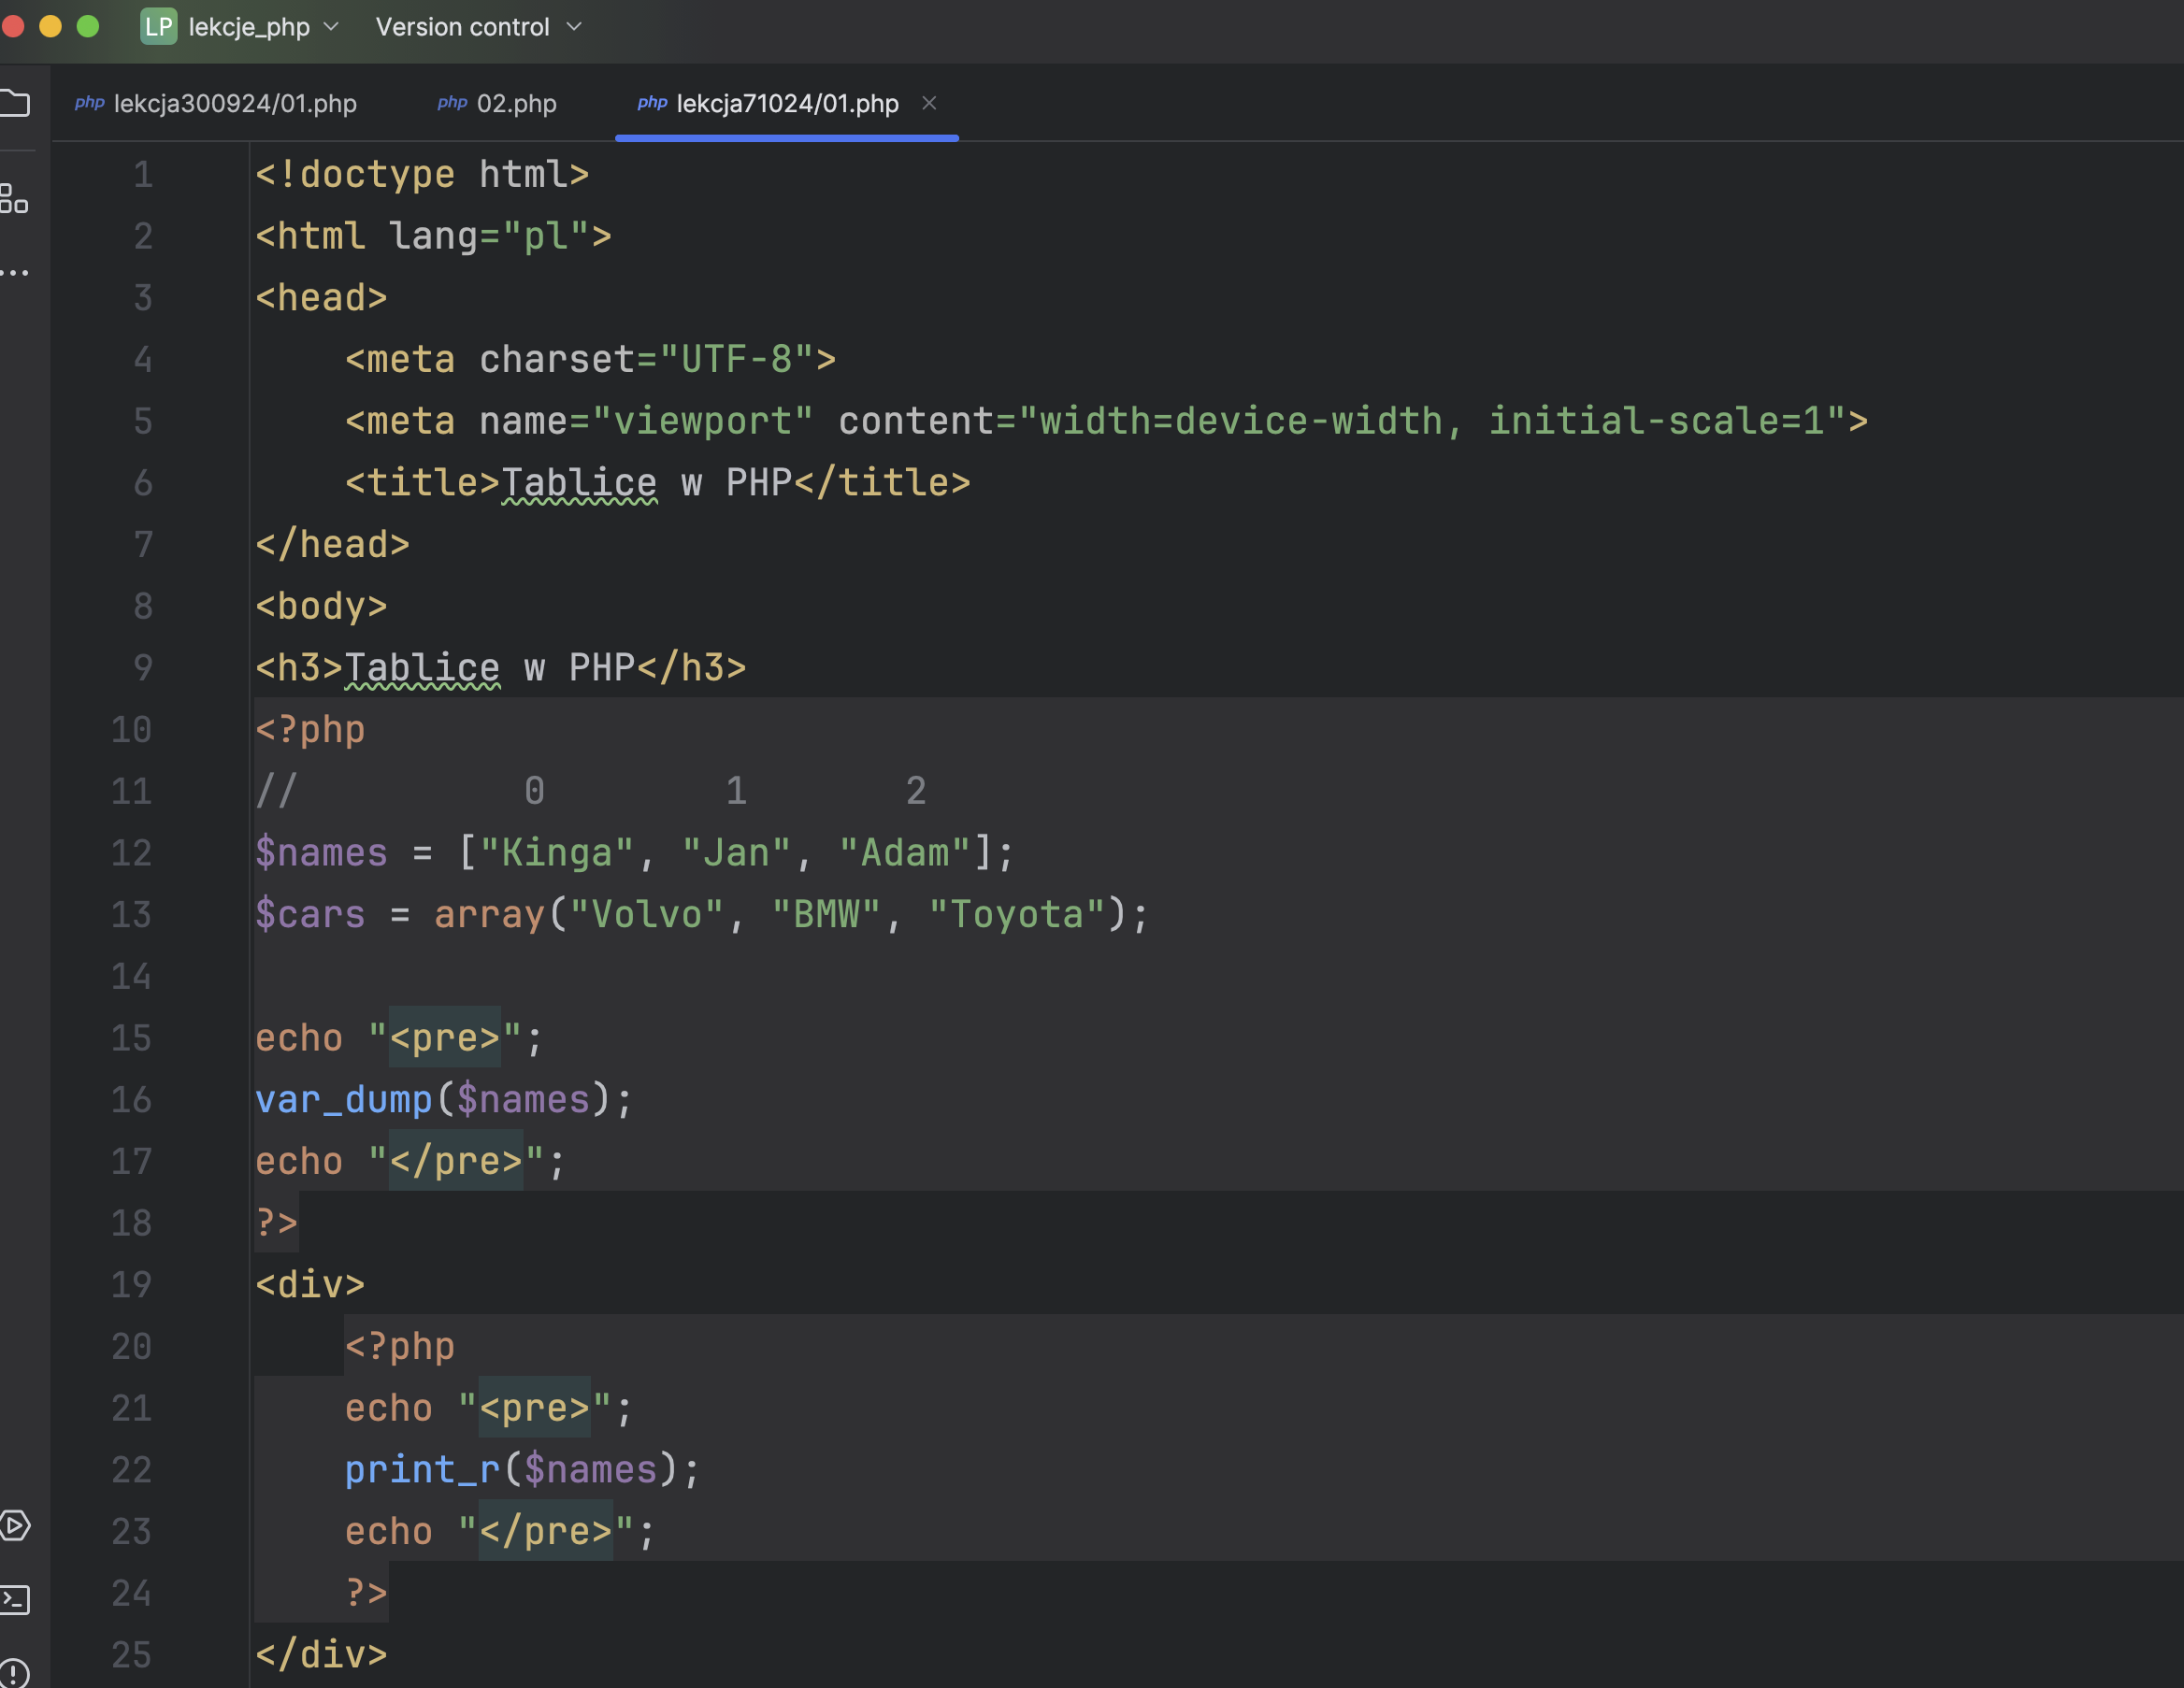 LP lekcje_php Version control
php lekcja300924/01.php php 02.php php lekcja71024/01.php
1 <!doctype html>
2 <html lang="pl">
3 <head>
4     <meta charset="UTF-8">
5     <meta name="viewport" content="width=device-width, initial-scale=1">
6     <title>Tablice w PHP</title>
7 </head>
8 <body>
9 <h3>Tablice w PHP</h3>
10 <?php
11 //          0        1       2
12 $names = ["Kinga", "Jan", "Adam"];
13 $cars = array("Volvo", "BMW", "Toyota");
14
15 echo "<pre>";
16 var_dump($names);
17 echo "</pre>";
18 ?>
19 <div>
20     <?php
21     echo "<pre>";
22     print_r($names);
23     echo "</pre>";
24     ?>
25 </div>